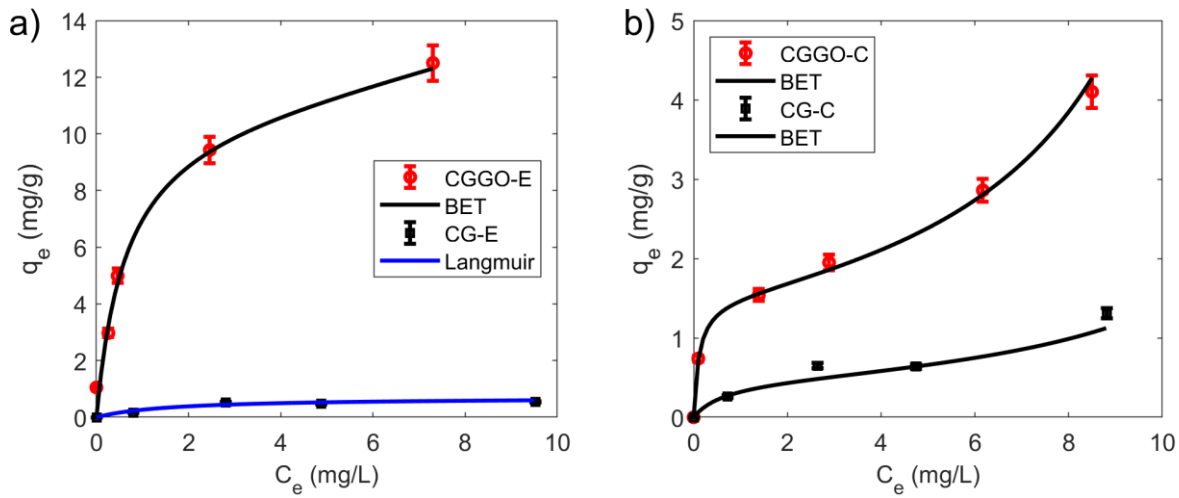 a)
14
12
10
8
6
4
2
0
q_e (mg/g)
CGGO-E
BET
CG-E
Langmuir
0 2 4 6 8 10
C_e (mg/L)
b)
5
4
3
2
1
0
q_e (mg/g)
CGGO-C
BET
CG-C
BET
0 2 4 6 8 10
C_e (mg/L)